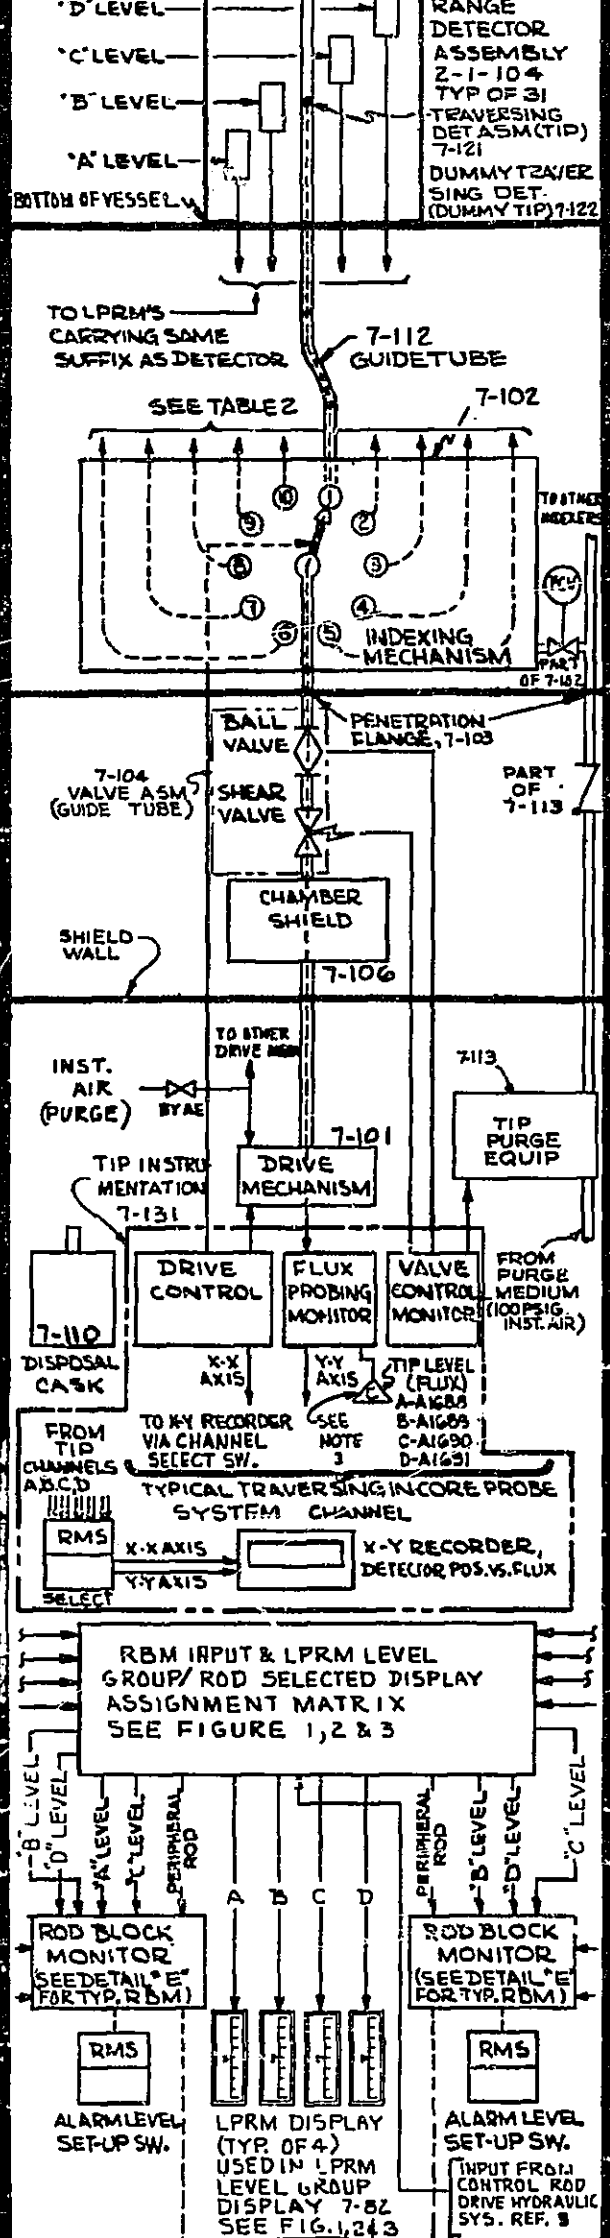 "D" LEVEL
RANGE
DETECTOR
ASSEMBLY
2-1-104
TYP OF 31
"C" LEVEL
"B" LEVEL
TRAVERSING
DET ASM (TIP)
7-121
"A" LEVEL
DUMMY TRAVER
SING DET.
(DUMMY TIP) 7-122
BOTTOM OF VESSEL
TO LPRM'S
CARRYING SAME
SUFFIX AS DETECTOR
7-112
GUIDE TUBE
SEE TABLE 2
7-102
TO OTHER
INDEXERS
10
9
2
8
3
7
4
6
5
INDEXING
MECHANISM
PART
OF 7-102
BALL
VALVE
PENETRATION
FLANGE, 7-103
7-104
VALVE ASM
(GUIDE TUBE)
SHEAR
VALVE
PART
OF
7-113
CHAMBER
SHIELD
7-106
SHIELD
WALL
TO OTHER
DRIVE MECH
INST.
AIR
(PURGE)
BY AE
7-113
TIP
PURGE
EQUIP
7-101
DRIVE
MECHANISM
TIP INSTRU
MENTATION
7-131
DRIVE
CONTROL
FLUX
PROBING
MONITOR
VALVE
CONTROL
MONITOR
FROM
PURGE
MEDIUM
(100 PSIG.
INST. AIR)
7-110
DISPOSAL
CASK
X-X
AXIS
Y-Y
AXIS
C
TIP LEVEL
(FLUX)
A-A1688
B-A1689
C-A1690
D-A1691
TO X-Y RECORDER
VIA CHANNEL
SELECT SW.
SEE
NOTE
3
FROM
TIP
CHANNELS
A,B,C,D
TYPICAL TRAVERSING INCORE PROBE
SYSTEM CHANNEL
RMS
SELECT
X-X AXIS
Y-Y AXIS
X-Y RECORDER,
DETECTOR POS. VS. FLUX
RBM INPUT & LPRM LEVEL
GROUP/ROD SELECTED DISPLAY
ASSIGNMENT MATRIX
SEE FIGURE 1,2 & 3
"B" LEVEL
"D" LEVEL
"A" LEVEL
"C" LEVEL
PERIPHERAL
ROD
A B C D
PERIPHERAL
ROD
"B" LEVEL
"D" LEVEL
"C" LEVEL
ROD BLOCK
MONITOR
(SEE DETAIL "E"
FOR TYP. RBM)
ROD BLOCK
MONITOR
(SEE DETAIL "E"
FOR TYP. RBM)
RMS
ALARM LEVEL
SET-UP SW.
RMS
ALARM LEVEL
SET-UP SW.
LPRM DISPLAY
(TYP. OF 4)
USED IN LPRM
LEVEL GROUP
DISPLAY 7-82
SEE FIG. 1,2&3
INPUT FROM
CONTROL ROD
DRIVE HYDRAULIC
SYS. REF. 3